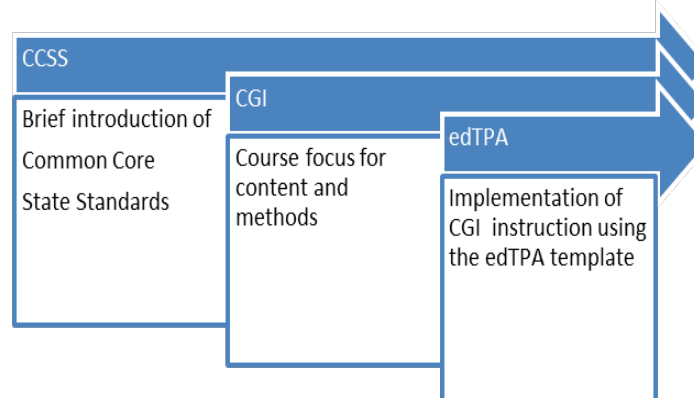 CCSS
Brief introduction of
Common Core
State Standards
CGI
Course focus for
content and
methods
edTPA
Implementation of
CGI instruction using
the edTPA template